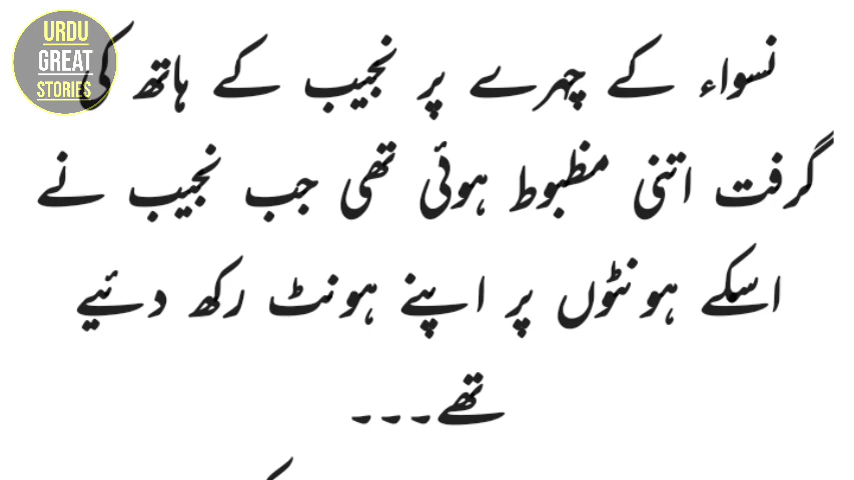 URDU
GREAT
STORIES
نسواء کے چہرے پر نجیب کے ہاتھ کی
گرفت اتنی مظبوط ہوئی تھی جب نجیب نے
اسکے ہونٹوں پر اپنے ہونٹ رکھ دئیے
تھے۔۔۔